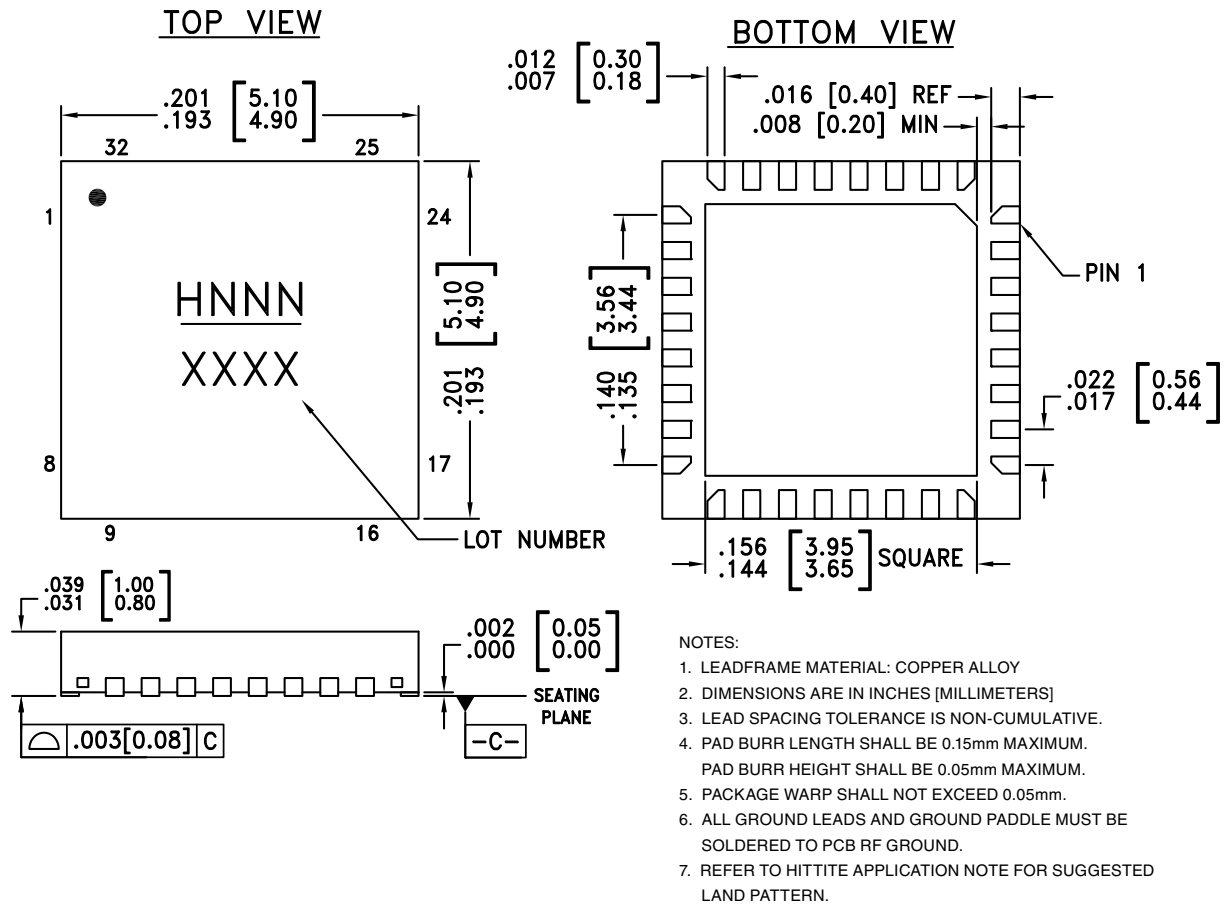 TOP VIEW
.201 [5.10]
.193 [4.90]
32 25
1 24
HNNN
XXXX
[5.10]
[4.90]
.201
.193
8 17
9 16
LOT NUMBER
BOTTOM VIEW
.012 [0.30]
.007 [0.18]
.016 [0.40] REF
.008 [0.20] MIN
PIN 1
[3.56]
[3.44]
.140
.135
.022 [0.56]
.017 [0.44]
.156 [3.95]
.144 [3.65] SQUARE
.039 [1.00]
.031 [0.80]
.002 [0.05]
.000 [0.00]
SEATING
PLANE
.003[0.08] C
-C-
NOTES:
1. LEADFRAME MATERIAL: COPPER ALLOY
2. DIMENSIONS ARE IN INCHES [MILLIMETERS]
3. LEAD SPACING TOLERANCE IS NON-CUMULATIVE.
4. PAD BURR LENGTH SHALL BE 0.15mm MAXIMUM.
PAD BURR HEIGHT SHALL BE 0.05mm MAXIMUM.
5. PACKAGE WARP SHALL NOT EXCEED 0.05mm.
6. ALL GROUND LEADS AND GROUND PADDLE MUST BE
SOLDERED TO PCB RF GROUND.
7. REFER TO HITTITE APPLICATION NOTE FOR SUGGESTED
LAND PATTERN.